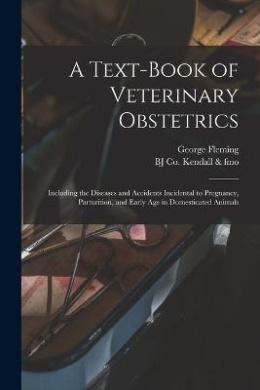 A Text-Book of
Veterinary
Obstetrics
Including the Diseases and Accidents Incidental to Pregnancy,
Parturition, and Early Age in Domesticated Animals
George Fleming
BJ Co. Kendall & fmo